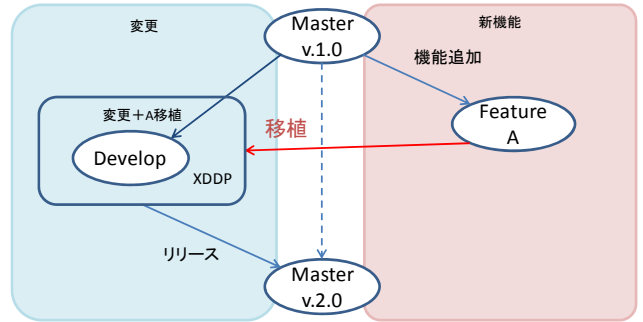 変更
Master
v.1.0
新機能
機能追加
変更＋A移植
移植
Feature
A
Develop
XDDP
リリース
Master
v.2.0